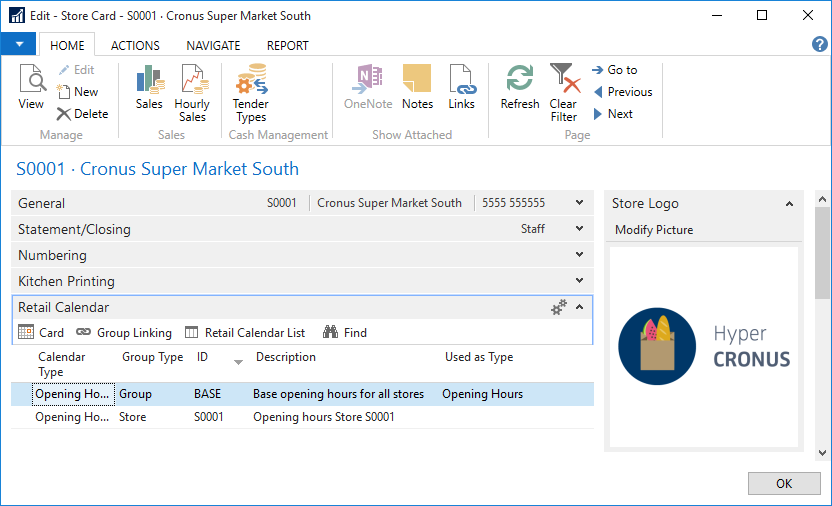 Edit - Store Card - S0001 · Cronus Super Market South
HOME ACTIONS NAVIGATE REPORT
View
Edit
New
Delete
Manage
Sales
Hourly Sales
Sales
Tender Types
Cash Management
OneNote
Notes
Links
Show Attached
Refresh
Clear Filter
Go to
Previous
Next
Page
S0001 · Cronus Super Market South
General S0001 Cronus Super Market South 5555 555555
Statement/Closing Staff
Numbering
Kitchen Printing
Retail Calendar
Card Group Linking Retail Calendar List Find
Calendar Type Group Type ID Description Used as Type
Opening Ho... Group BASE Base opening hours for all stores Opening Hours
Opening Ho... Store S0001 Opening hours Store S0001
Store Logo
Modify Picture
Hyper
CRONUS
OK